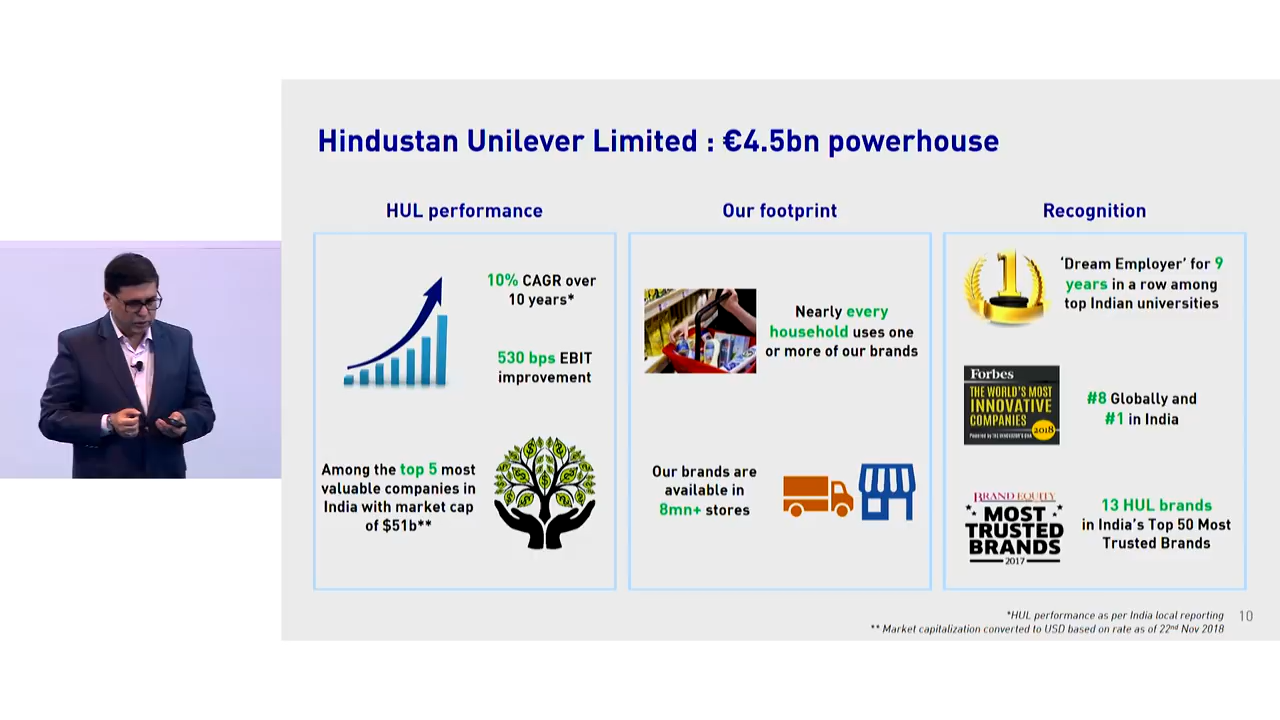 Hindustan Unilever Limited : €4.5bn powerhouse
HUL performance
10% CAGR over
10 years*
530 bps EBIT
improvement
Among the top 5 most
valuable companies in
India with market cap
of $51b**
Our footprint
Nearly every
household uses one
or more of our brands
Our brands are
available in
8mn+ stores
Recognition
1
'Dream Employer' for 9
years in a row among
top Indian universities
Forbes
THE WORLD'S MOST
INNOVATIVE
COMPANIES
2018
#8 Globally and
#1 in India
BRAND EQUITY
MOST
TRUSTED
BRANDS
2017
13 HUL brands
in India's Top 50 Most
Trusted Brands
*HUL performance as per India local reporting
** Market capitalization converted to USD based on rate as of 22nd Nov 2018
10